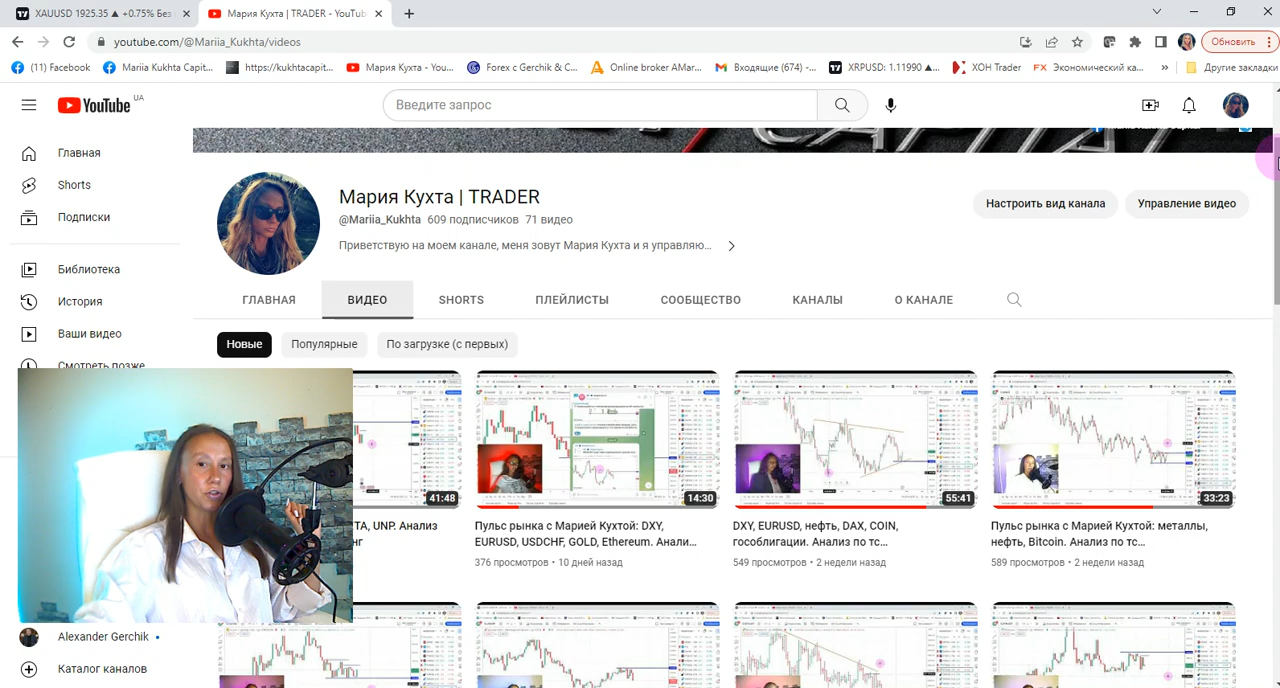 XAUUSD 1925.35 ▲ +0.75% Без
Мария Кухта | TRADER - YouTub
youtube.com/@Mariia_Kukhta/videos
Обновить
(11) Facebook
Mariia Kukhta Capit...
https://kukhtacapit...
Мария Кухта - You...
Forex c Gerchik & C...
Online broker AMar...
Входящие (674) -...
XRPUSD: 1.11990 ▲...
XOH Trader
Экономический ка...
»
Другие закладки
YouTube UA
Введите запрос
Главная
Shorts
Подписки
Библиотека
История
Ваши видео
Смотреть позже
Alexander Gerchik
Каталог каналов
Мария Кухта | TRADER
@Mariia_Kukhta 609 подписчиков 71 видео
Приветствую на моем канале, меня зовут Мария Кухта и я управляю...
Настроить вид канала
Управление видео
ГЛАВНАЯ
ВИДЕО
SHORTS
ПЛЕЙЛИСТЫ
СООБЩЕСТВО
КАНАЛЫ
О КАНАЛЕ
Новые
Популярные
По загрузке (с первых)
41:48
14:30
55:41
33:23
TA, UNP. Анализ
Пульс рынка с Марией Кухтой: DXY,
EURUSD, USDCHF, GOLD, Ethereum. Анали...
376 просмотров • 10 дней назад
DXY, EURUSD, нефть, DAX, COIN,
гособлигации. Анализ по тс...
549 просмотров • 2 недели назад
Пульс рынка с Марией Кухтой: металлы,
нефть, Bitcoin. Анализ по тс...
589 просмотров • 2 недели назад